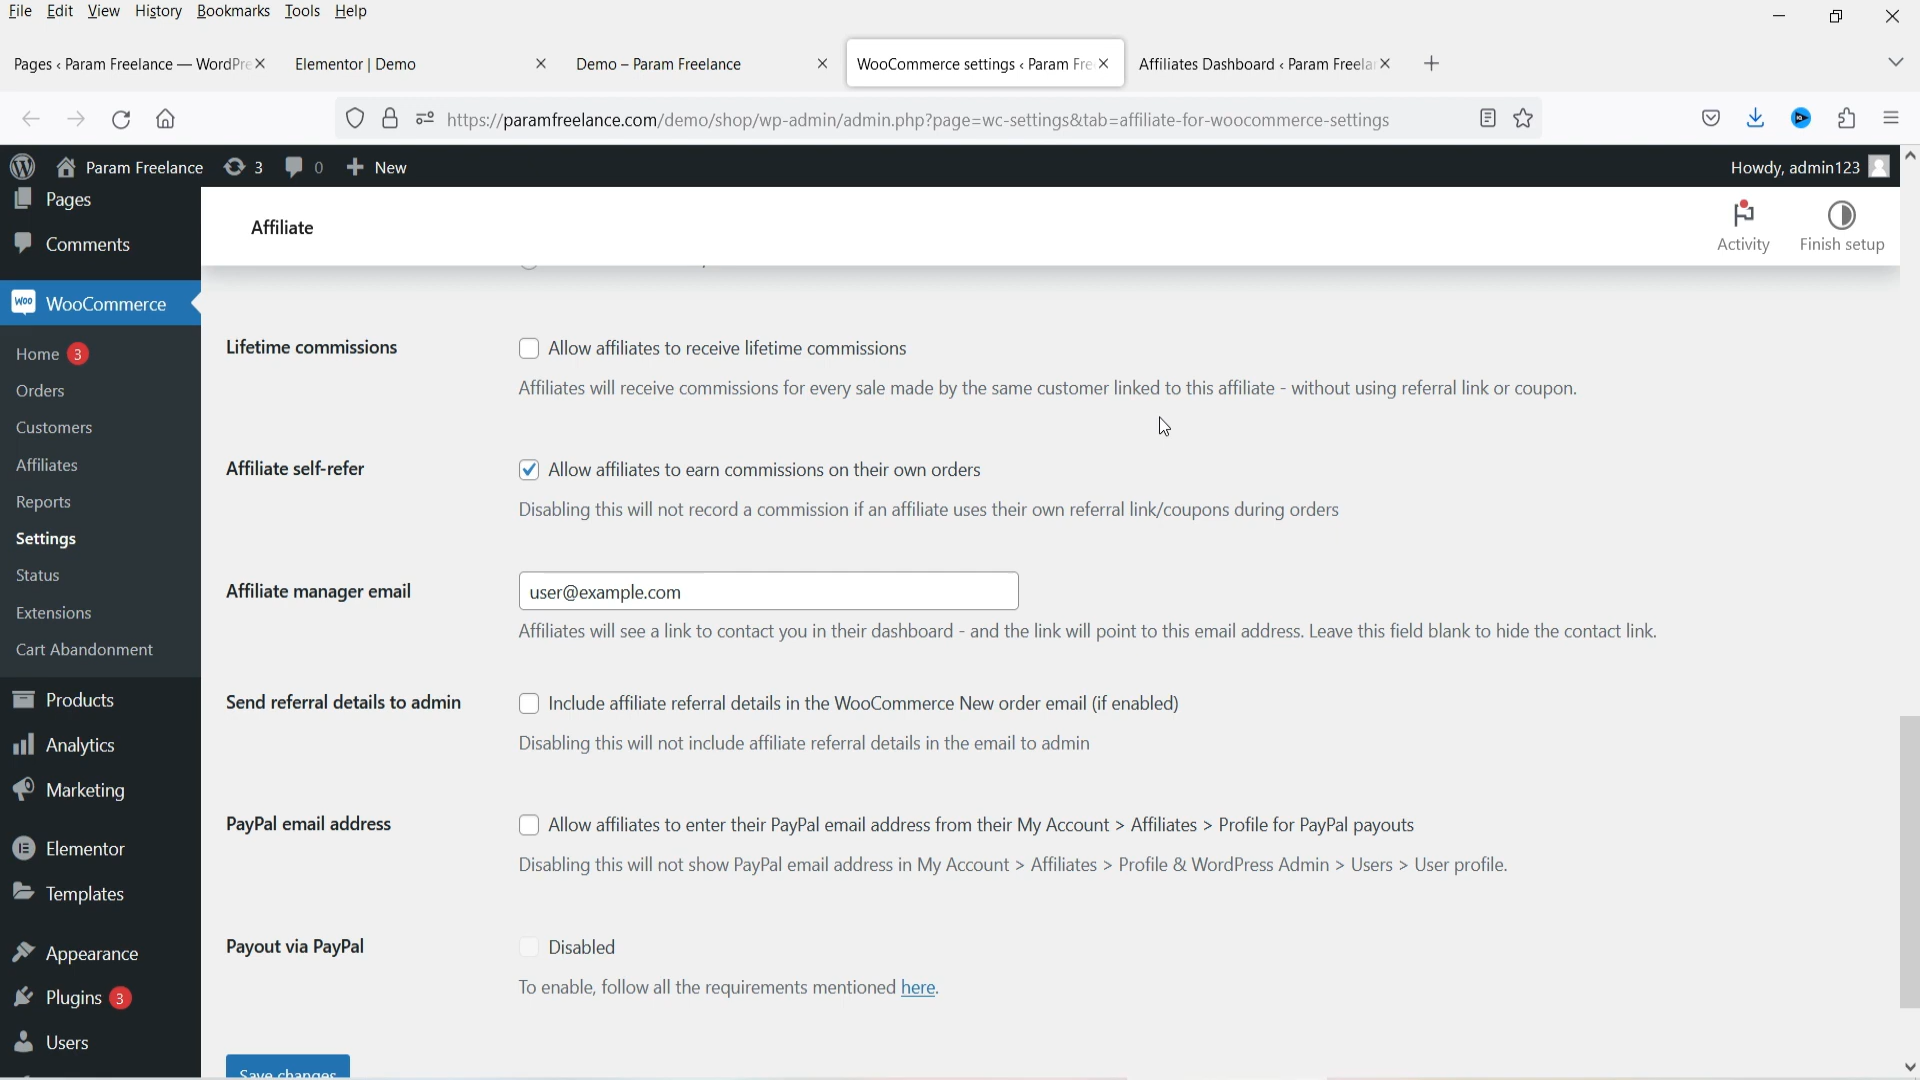 File Edit View History Bookmarks Tools Help
Pages ‹ Param Freelance — WordPre
Elementor | Demo
Demo – Param Freelance
WooCommerce settings ‹ Param Fre
Affiliates Dashboard ‹ Param Freelan
https://paramfreelance.com/demo/shop/wp-admin/admin.php?page=wc-settings&tab=affiliate-for-woocommerce-settings
Param Freelance 3 0 New
Howdy, admin123
Pages
Comments
Woo WooCommerce
Home 3
Orders
Customers
Affiliates
Reports
Settings
Status
Extensions
Cart Abandonment
Products
Analytics
Marketing
Elementor
Templates
Appearance
Plugins 3
Users
Affiliate
Activity
Finish setup
Lifetime commissions
Allow affiliates to receive lifetime commissions
Affiliates will receive commissions for every sale made by the same customer linked to this affiliate - without using referral link or coupon.
Affiliate self-refer
Allow affiliates to earn commissions on their own orders
Disabling this will not record a commission if an affiliate uses their own referral link/coupons during orders
Affiliate manager email
user@example.com
Affiliates will see a link to contact you in their dashboard - and the link will point to this email address. Leave this field blank to hide the contact link.
Send referral details to admin
Include affiliate referral details in the WooCommerce New order email (if enabled)
Disabling this will not include affiliate referral details in the email to admin
PayPal email address
Allow affiliates to enter their PayPal email address from their My Account > Affiliates > Profile for PayPal payouts
Disabling this will not show PayPal email address in My Account > Affiliates > Profile & WordPress Admin > Users > User profile.
Payout via PayPal
Disabled
To enable, follow all the requirements mentioned here.
Save changes